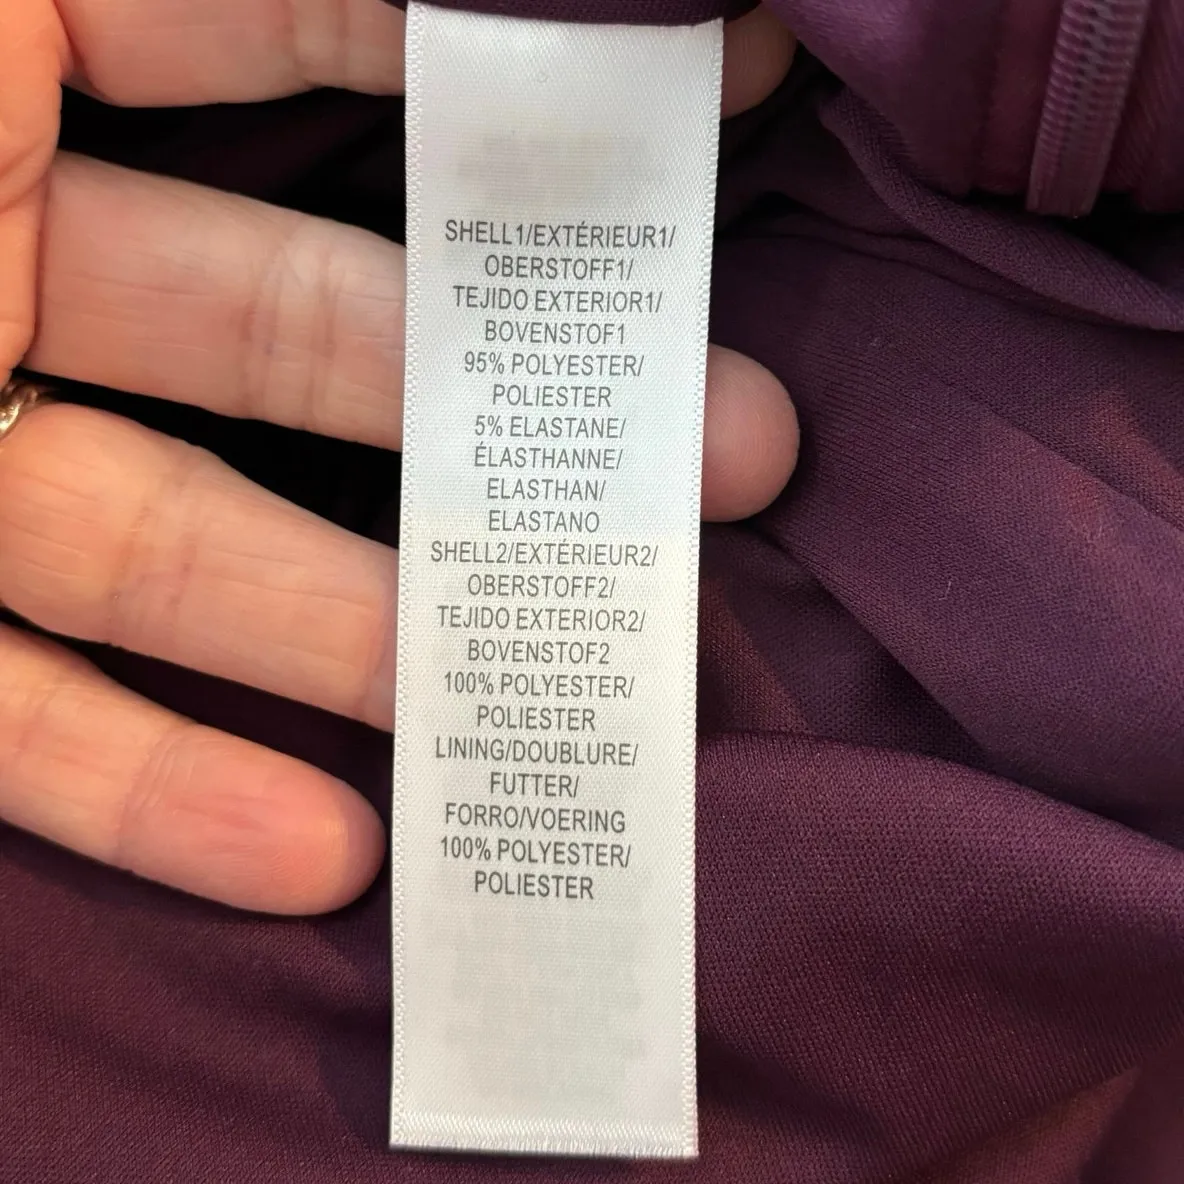 SHELL1/EXTÉRIEUR1/
OBERSTOFF1/
TEJIDO EXTERIOR1/
BOVENSTOF1
95% POLYESTER/
POLIESTER
5% ELASTANE/
ÉLASTHANNE/
ELASTHAN/
ELASTANO
SHELL2/EXTÉRIEUR2/
OBERSTOFF2/
TEJIDO EXTERIOR2/
BOVENSTOF2
100% POLYESTER/
POLIESTER
LINING/DOUBLURE/
FUTTER/
FORRO/VOERING
100% POLYESTER/
POLIESTER